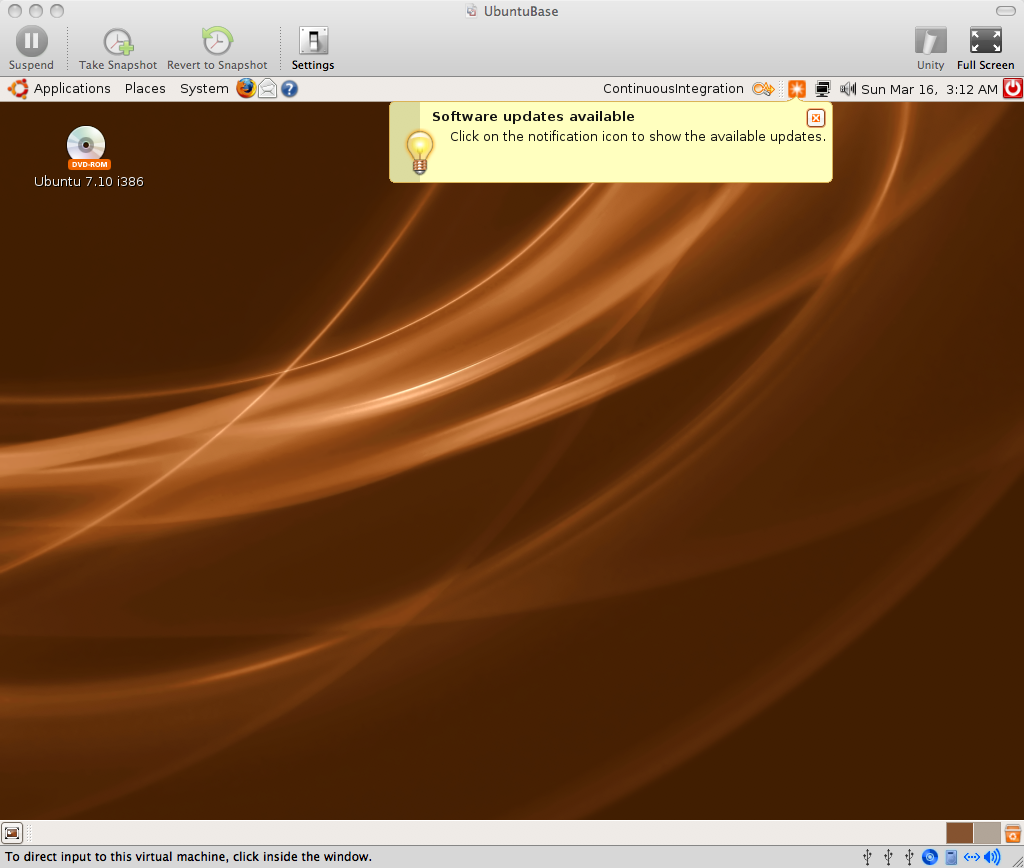 UbuntuBase
Suspend
Take Snapshot
Revert to Snapshot
Settings
Unity
Full Screen
Applications Places System
ContinuousIntegration
Sun Mar 16, 3:12 AM
Software updates available
Click on the notification icon to show the available updates.
DVD-ROM
Ubuntu 7.10 i386
To direct input to this virtual machine, click inside the window.